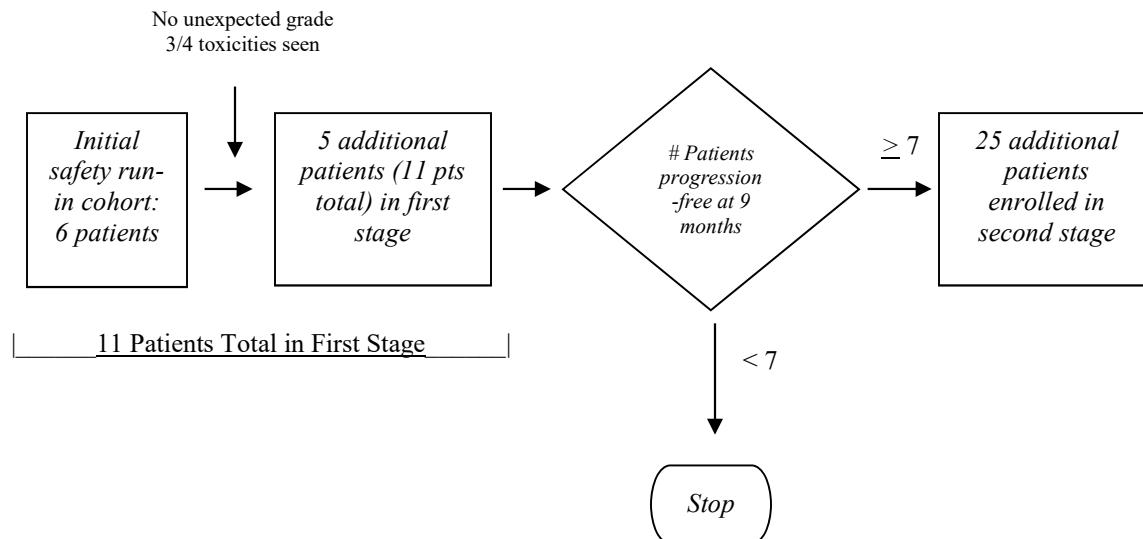 No unexpected grade
3/4 toxicities seen
Initial
safety run-
in cohort:
6 patients
5 additional
patients (11 pts
total) in first
stage
# Patients
progression
-free at 9
months
≥ 7
25 additional
patients
enrolled in
second stage
|______11 Patients Total in First Stage______|
< 7
Stop